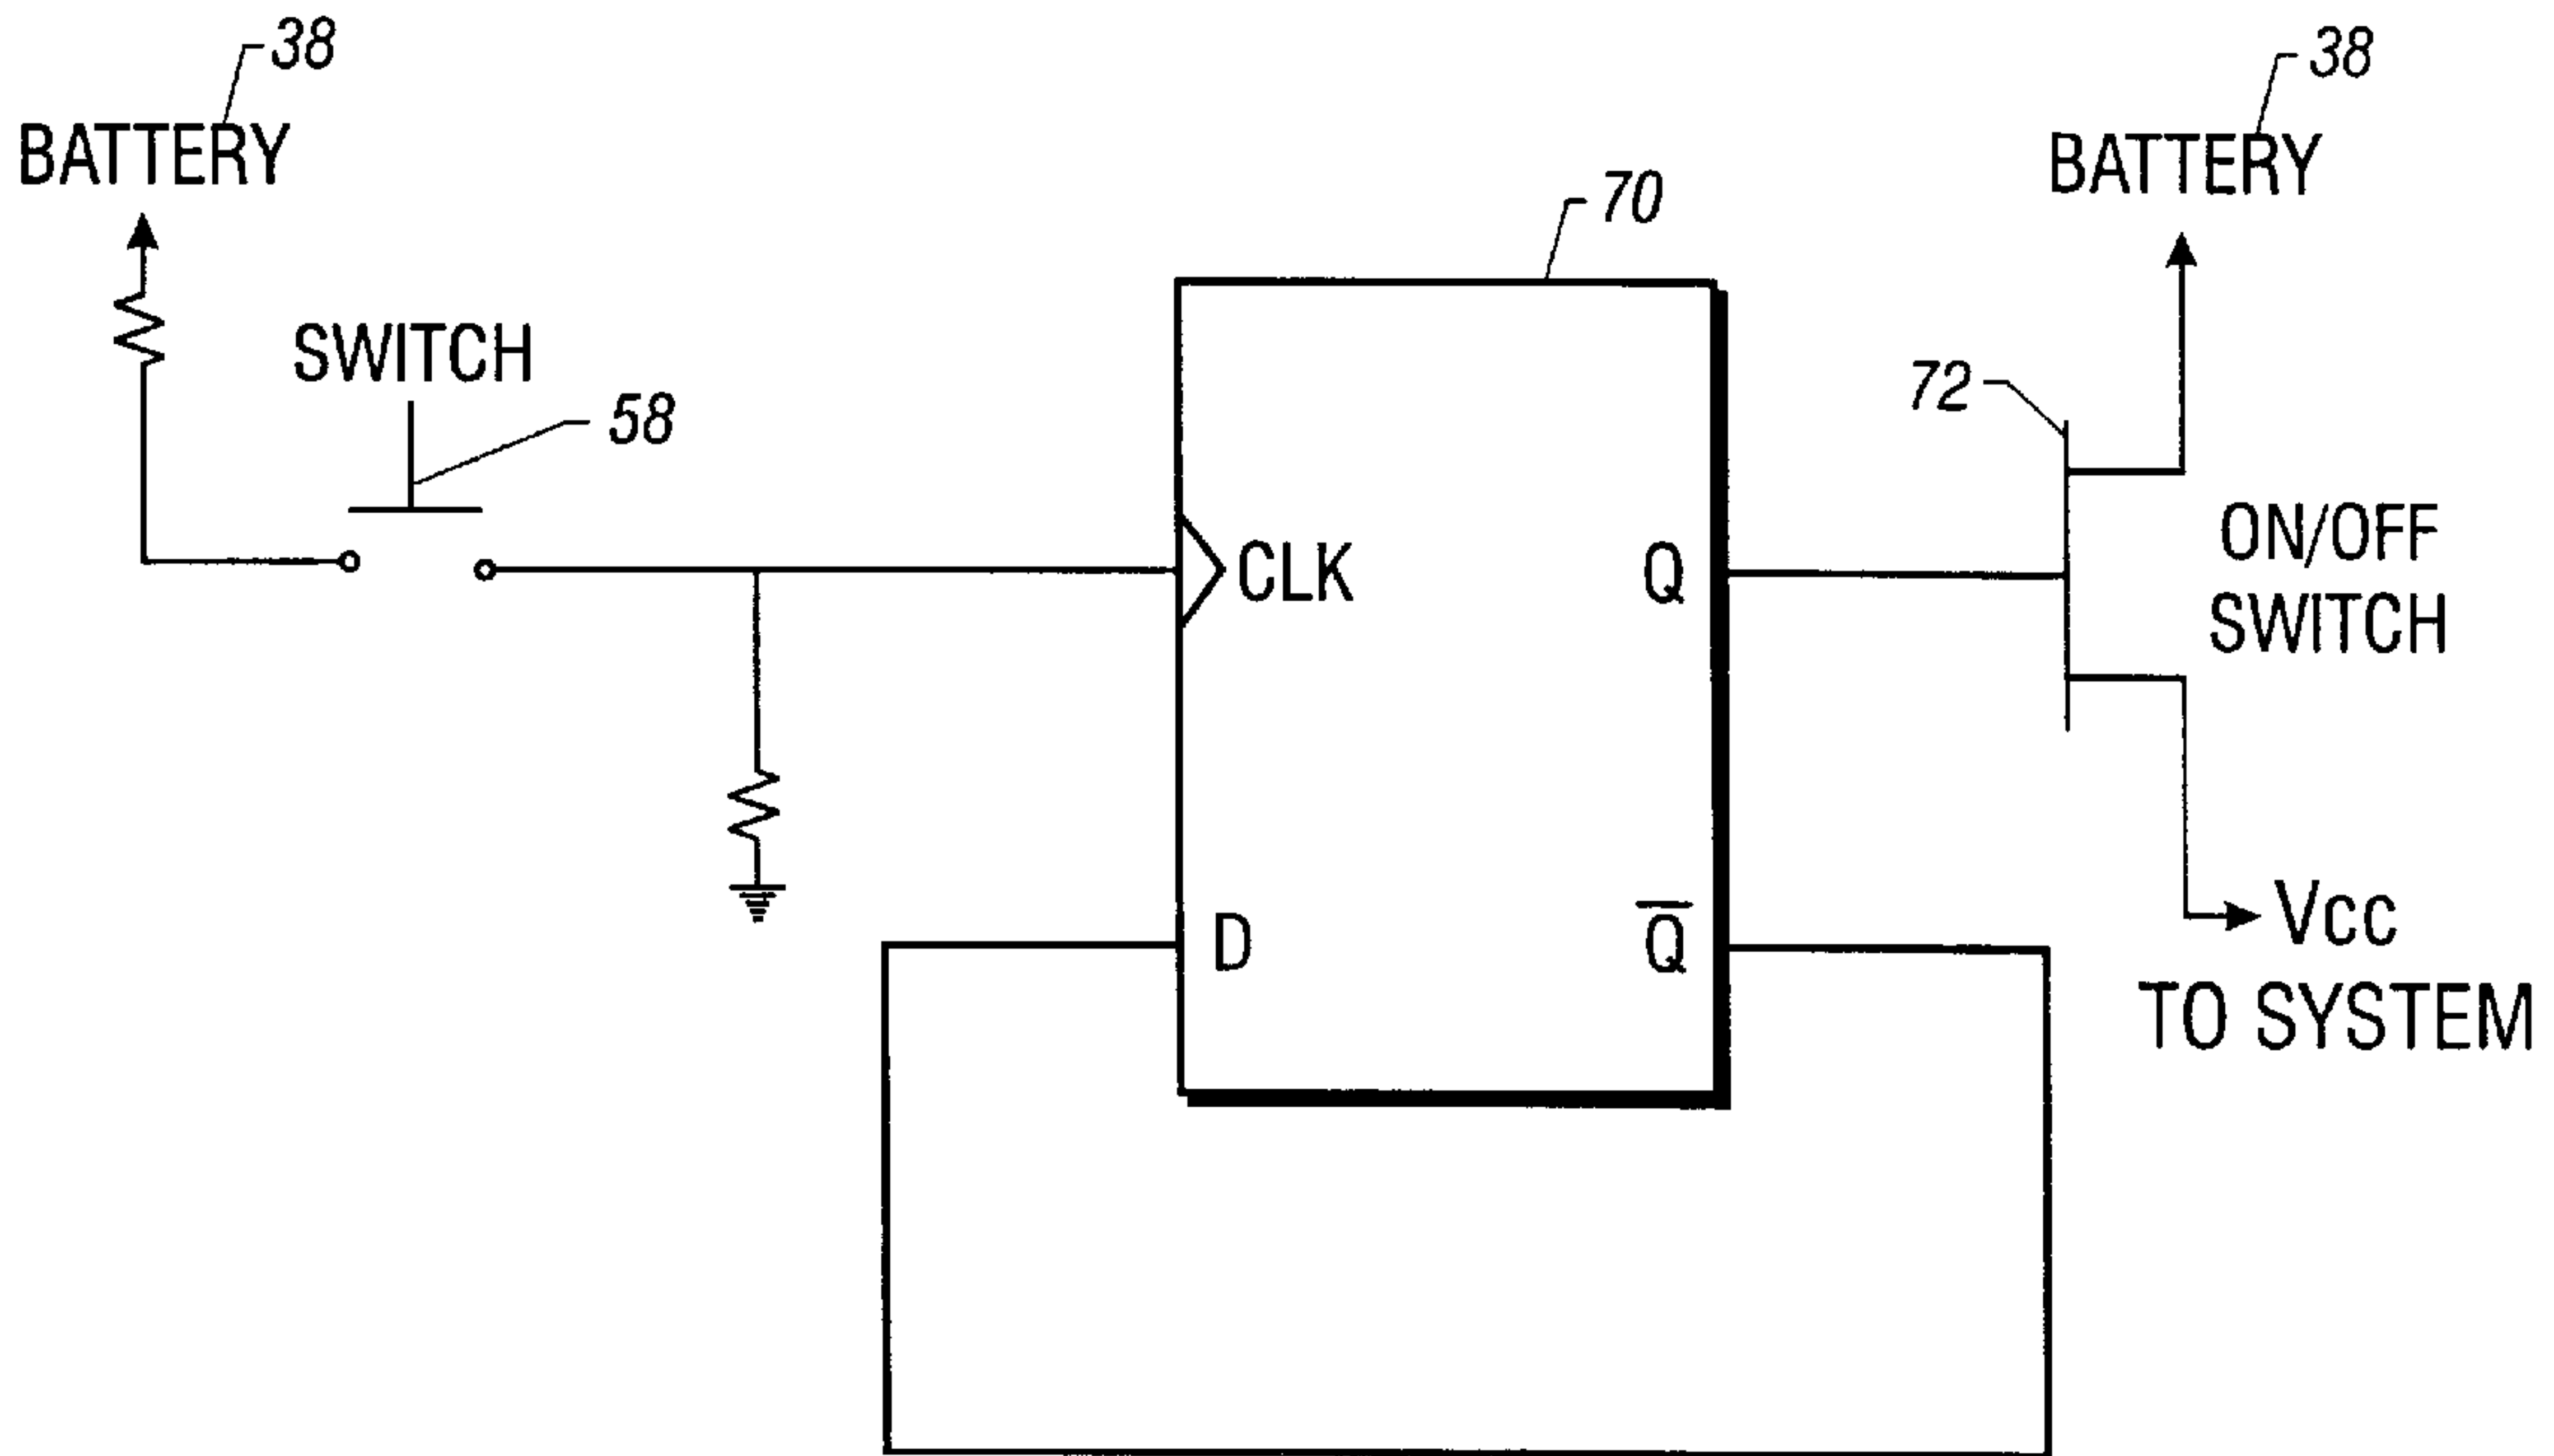 38
BATTERY
38
BATTERY
70
SWITCH
58
72
ON/OFF
SWITCH
CLK
Q
D
Q̅
Vcc
TO SYSTEM